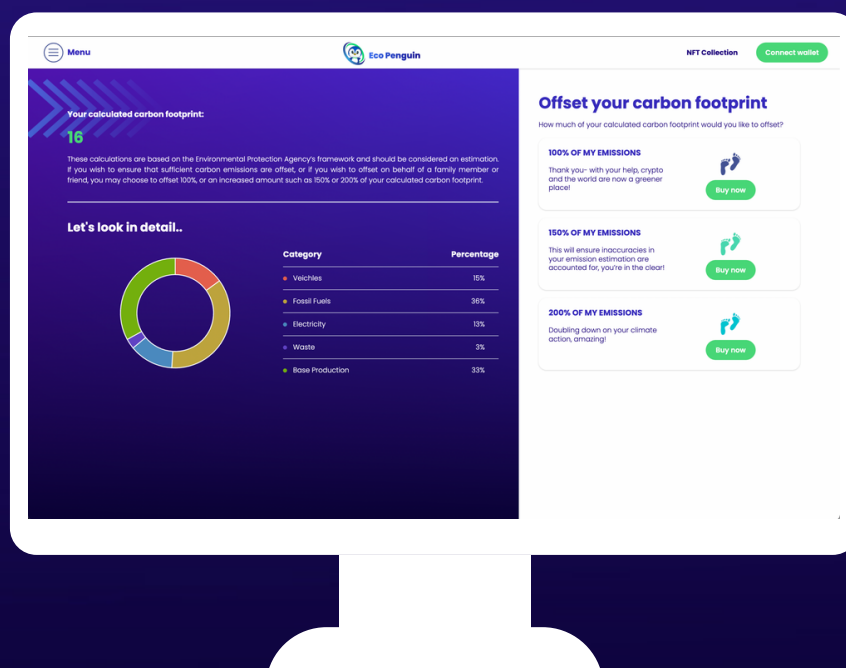 Menu
Eco Penguin
NFT Collection
Connect wallet
Your calculated carbon footprint:
16
These calculations are based on the Environmental Protection Agency's framework and should be considered an estimation.
If you wish to ensure that sufficient carbon emissions are offset, or if you wish to offset on behalf of a family member or
friend, you may choose to offset 100%, or an increased amount such as 150% or 200% of your calculated carbon footprint.
Let's look in detail..
Category Percentage
Veichles 15%
Fossil Fuels 36%
Electricity 13%
Waste 3%
Base Production 33%
Offset your carbon footprint
How much of your calculated carbon footprint would you like to offset?
100% OF MY EMISSIONS
Thank you- with your help, crypto
and the world are now a greener
place!
Buy now
150% OF MY EMISSIONS
This will ensure inaccuracies in
your emission estimation are
accounted for, you're in the clear!
Buy now
200% OF MY EMISSIONS
Doubling down on your climate
action, amazing!
Buy now